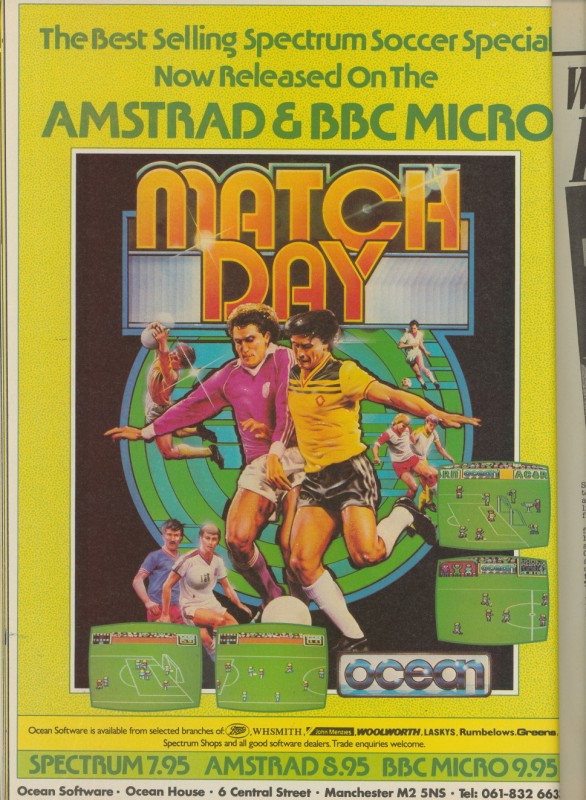 The Best Selling Spectrum Soccer Special
Now Released On The
AMSTRAD & BBC MICRO
MATCH
DAY
ocean
Ocean Software is available from selected branches of: Boots, WHSMITH, John Menzies, WOOLWORTH, LASKYS, Rumbelows. Greens.
Spectrum Shops and all good software dealers. Trade enquiries welcome.
SPECTRUM 7.95 AMSTRAD 8.95 BBC MICRO 9.95
Ocean Software · Ocean House · 6 Central Street · Manchester M2 5NS · Tel: 061-832 663